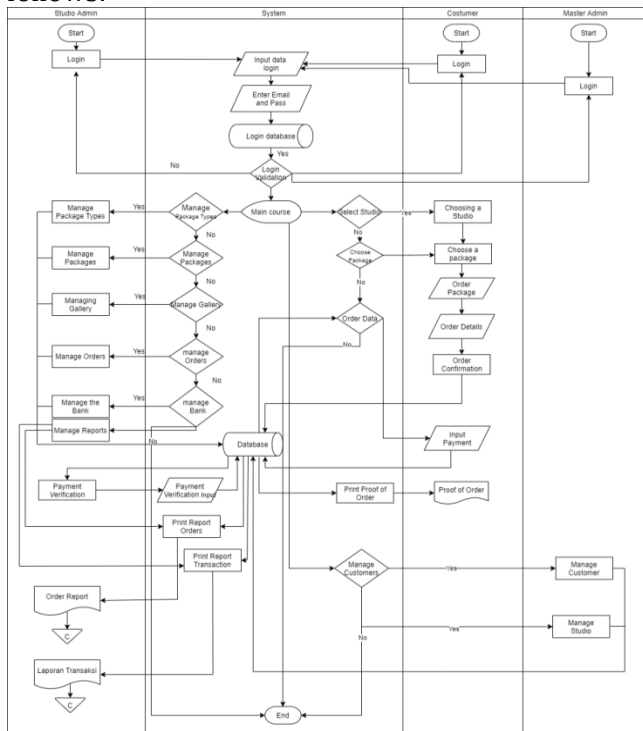 follows:
Studio Admin
System
Costumer
Master Admin
Start
Start
Start
Login
Input data
login
Login
Login
Enter Email
and Pass
Login database
Yes
No
Login
Validation
Manage
Package Types
Yes
Manage
Package Types
Main course
Select Studio
Yes
Choosing a
Studio
No
No
Manage
Packages
Yes
Manage
Packages
Choose
Package
Choose a
package
No
No
Order
Package
Managing
Gallery
Yes
Manage Gallery
Order Data
Order Details
No
No
Manage Orders
Yes
manage
Orders
Order
Confirmation
No
Manage the
Bank
Yes
manage
Bank
Manage Reports
No
Database
Input
Payment
Payment
Verification
Payment
Verification Input
Print Proof of
Order
Proof of Order
Print Report
Orders
Print Report
Transaction
Manage
Customers
Yes
Manage
Customer
Order Report
C
No
Yes
Manage
Studio
Laporan Transaksi
C
End